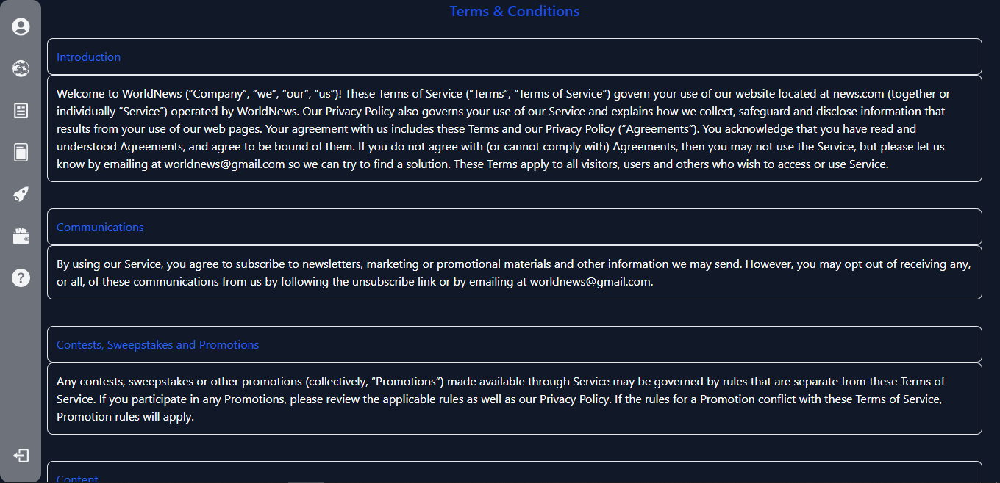 Terms & Conditions
Introduction
Welcome to WorldNews (“Company”, “we”, “our”, “us”)! These Terms of Service (“Terms”, “Terms of Service”) govern your use of our website located at news.com (together or
individually “Service”) operated by WorldNews. Our Privacy Policy also governs your use of our Service and explains how we collect, safeguard and disclose information that
results from your use of our web pages. Your agreement with us includes these Terms and our Privacy Policy (“Agreements”). You acknowledge that you have read and
understood Agreements, and agree to be bound of them. If you do not agree with (or cannot comply with) Agreements, then you may not use the Service, but please let us
know by emailing at worldnews@gmail.com so we can try to find a solution. These Terms apply to all visitors, users and others who wish to access or use Service.
Communications
By using our Service, you agree to subscribe to newsletters, marketing or promotional materials and other information we may send. However, you may opt out of receiving any,
or all, of these communications from us by following the unsubscribe link or by emailing at worldnews@gmail.com.
Contests, Sweepstakes and Promotions
Any contests, sweepstakes or other promotions (collectively, “Promotions”) made available through Service may be governed by rules that are separate from these Terms of
Service. If you participate in any Promotions, please review the applicable rules as well as our Privacy Policy. If the rules for a Promotion conflict with these Terms of Service,
Promotion rules will apply.
Content